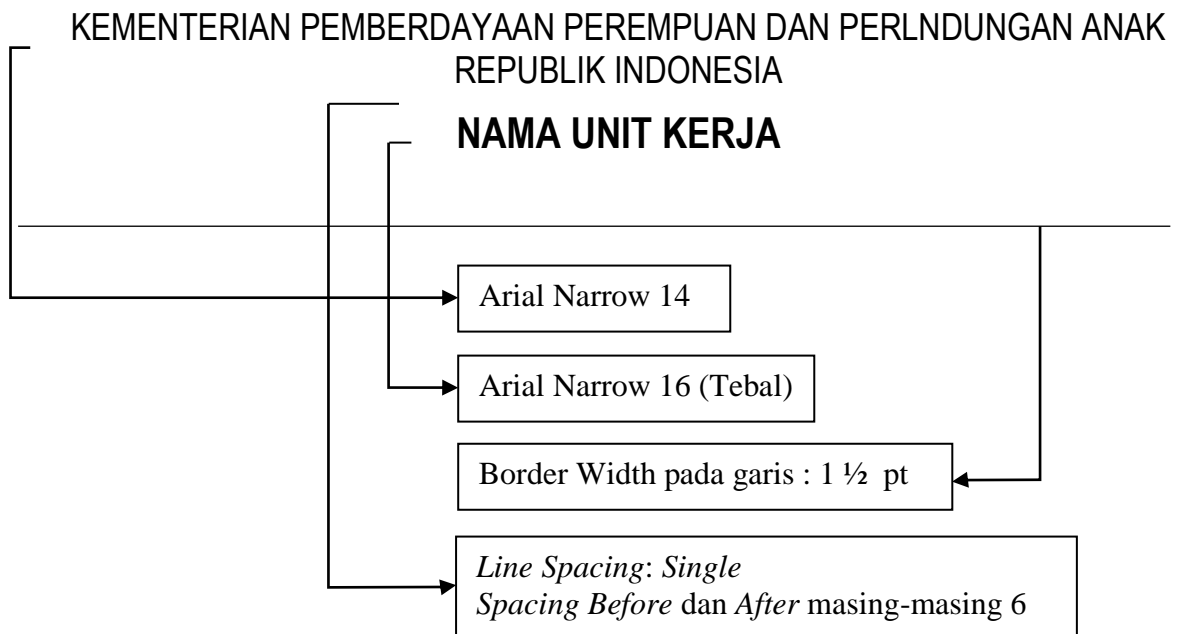 KEMENTERIAN PEMBERDAYAAN PEREMPUAN DAN PERLNDUNGAN ANAK
REPUBLIK INDONESIA
NAMA UNIT KERJA
Arial Narrow 14
Arial Narrow 16 (Tebal)
Border Width pada garis : 1 ½ pt
Line Spacing: Single
Spacing Before dan After masing-masing 6